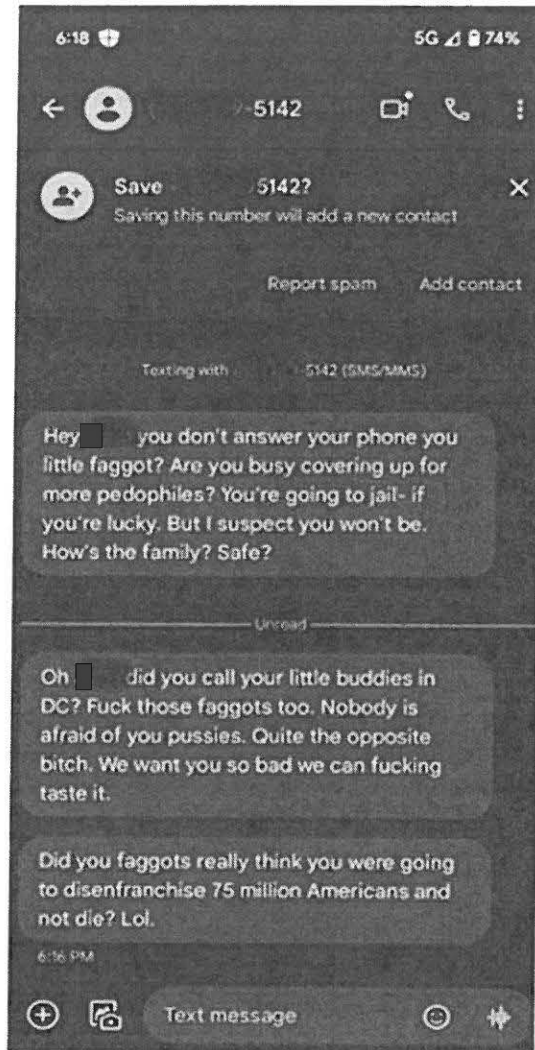 6:18
5G 74%
-5142
Save 5142?
Saving this number will add a new contact
Report spam Add contact
Texting with -5142 (SMS/MMS)
Hey you don't answer your phone you
little faggot? Are you busy covering up for
more pedophiles? You're going to jail- if
you're lucky. But I suspect you won't be.
How's the family? Safe?
Unread
Oh did you call your little buddies in
DC? Fuck those faggots too. Nobody is
afraid of you pussies. Quite the opposite
bitch. We want you so bad we can fucking
taste it.
Did you faggots really think you were going
to disenfranchise 75 million Americans and
not die? Lol.
6:16 PM
Text message